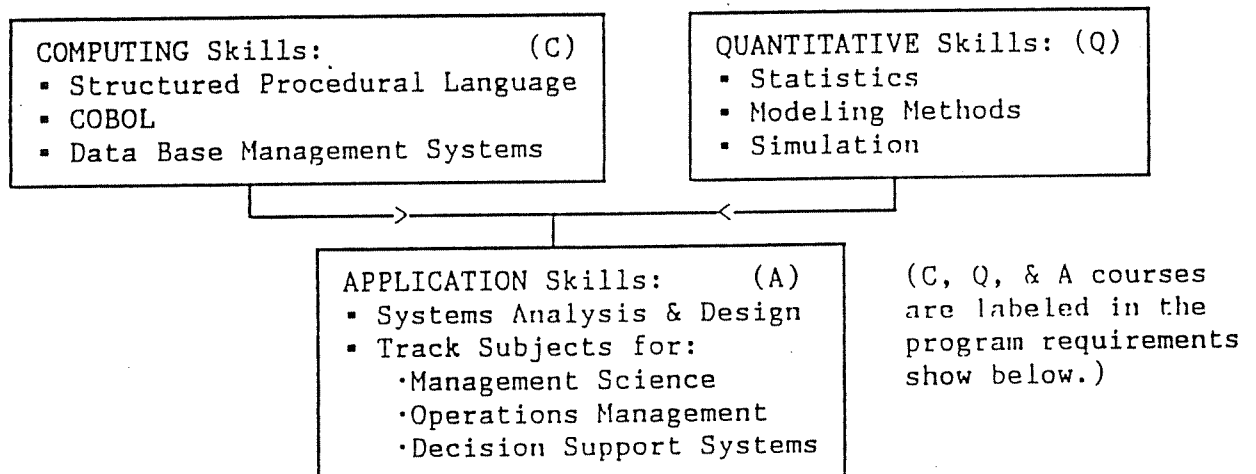 COMPUTING Skills: (C)
▪ Structured Procedural Language
▪ COBOL
▪ Data Base Management Systems
QUANTITATIVE Skills: (Q)
▪ Statistics
▪ Modeling Methods
▪ Simulation
APPLICATION Skills: (A)
▪ Systems Analysis & Design
▪ Track Subjects for:
·Management Science
·Operations Management
·Decision Support Systems
(C, Q, & A courses
are labeled in the
program requirements
show below.)